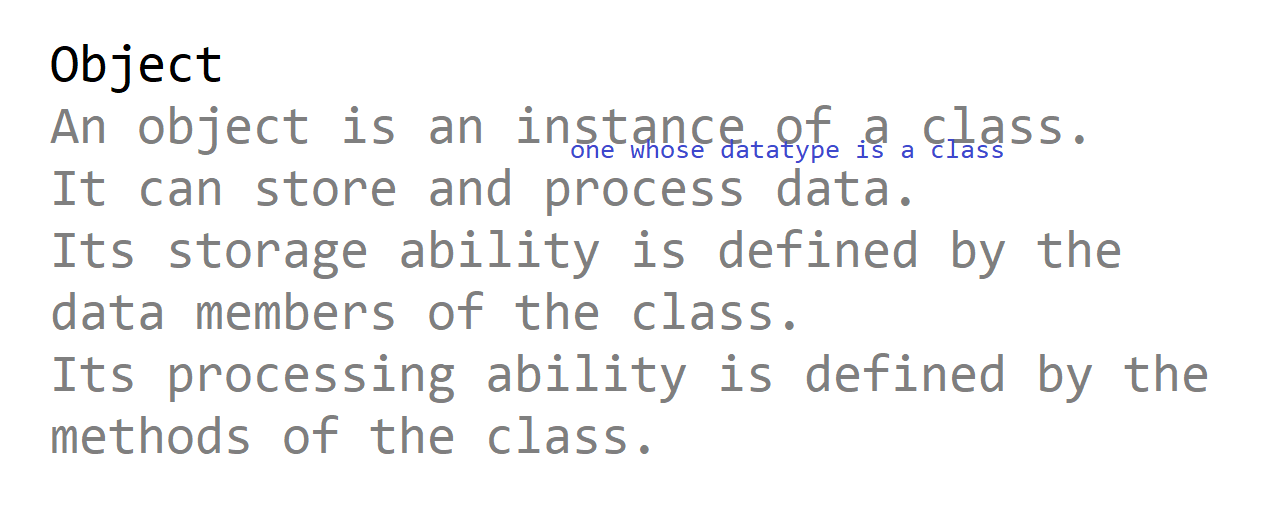 Object
An object is an instance of a class.
one whose datatype is a class
It can store and process data.
Its storage ability is defined by the
data members of the class.
Its processing ability is defined by the
methods of the class.